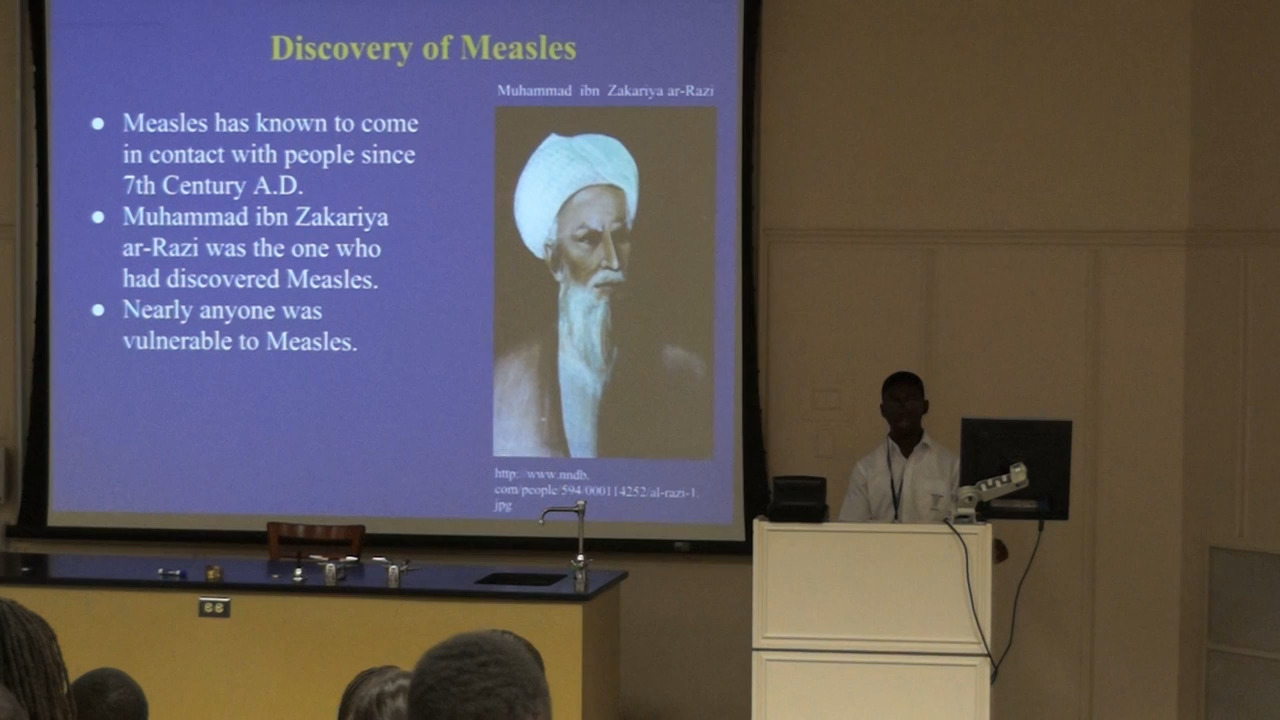 Discovery of Measles
Muhammad ibn Zakariya ar-Razi
● Measles has known to come
in contact with people since
7th Century A.D.
● Muhammad ibn Zakariya
ar-Razi was the one who
had discovered Measles.
● Nearly anyone was
vulnerable to Measles.
http://www.nndb.
com/people/594/000114252/al-razi-1.
jpg